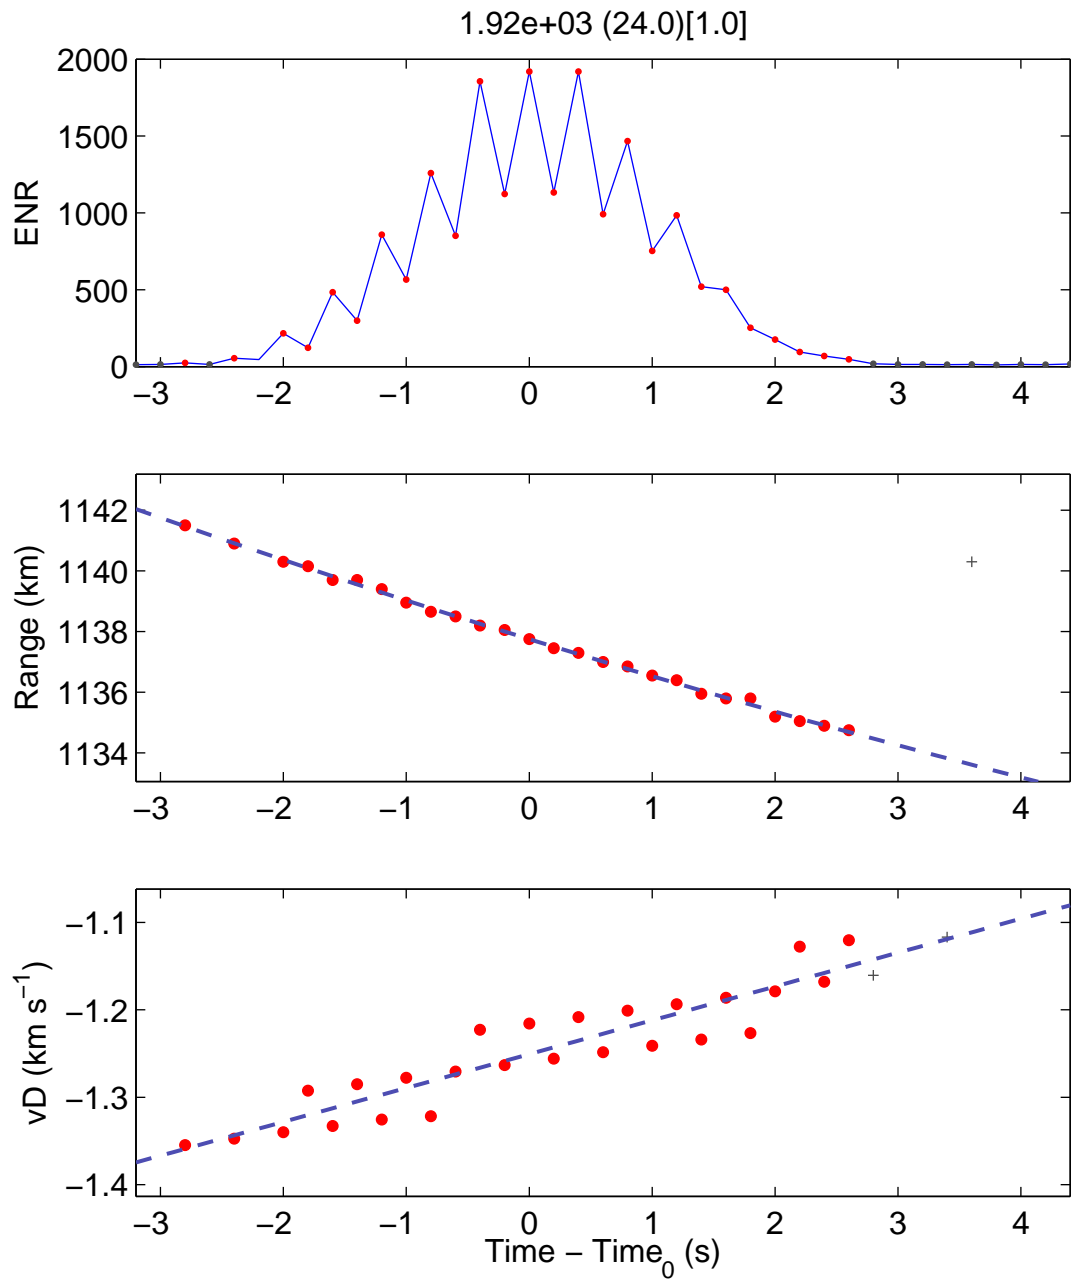 1.92e+03 (24.0)[1.0]
2000
1500
1000
500
0
ENR
−3 −2 −1 0 1 2 3 4
1142
1140
1138
1136
1134
Range (km)
−3 −2 −1 0 1 2 3 4
−1.1
−1.2
−1.3
−1.4
vD (km s⁻¹)
−3 −2 −1 0 1 2 3 4
Time − Time₀ (s)